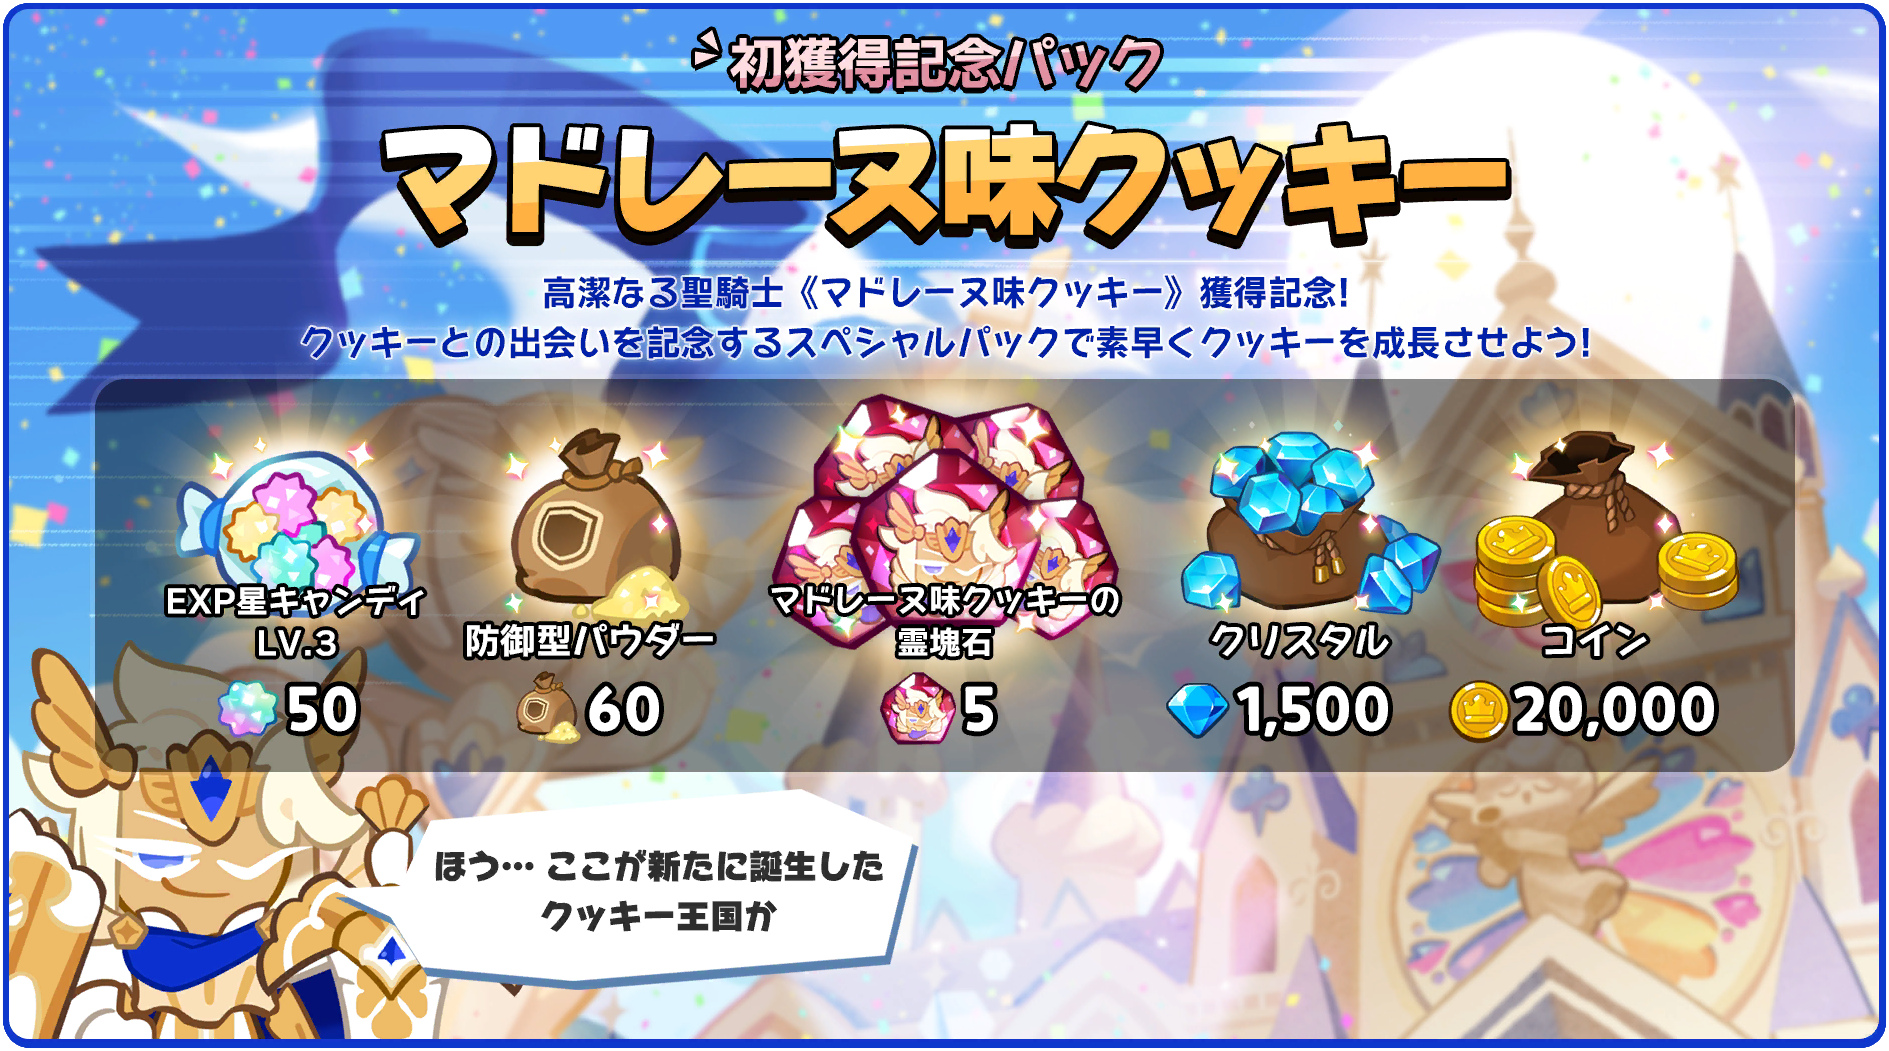 初獲得記念パック
マドレーヌ味クッキー
高潔なる聖騎士《マドレーヌ味クッキー》獲得記念!
クッキーとの出会いを記念するスペシャルパックで素早くクッキーを成長させよう!
EXP星キャンディ
LV.3
50
防御型パウダー
60
マドレーヌ味クッキーの
霊塊石
5
クリスタル
1,500
コイン
20,000
ほう… ここが新たに誕生した
クッキー王国か